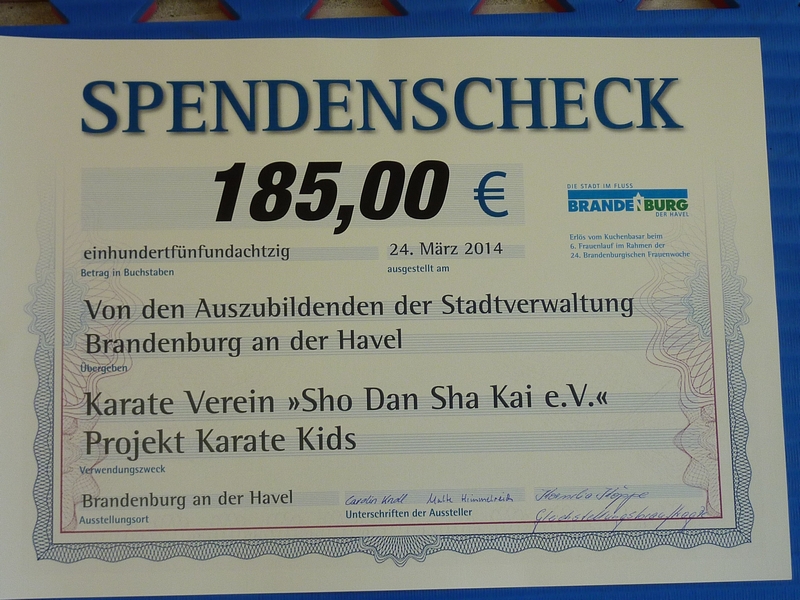 SPENDENSCHECK
185,00 €
DIE STADT IM FLUSS
BRANDENBURG
DER HAVEL
Erlös vom Kuchenbasar beim
6. Frauenlauf im Rahmen der
24. Brandenburgischen Frauenwoche
einhundertfünfundachtzig
Betrag in Buchstaben
24. März 2014
ausgestellt am
Von den Auszubildenden der Stadtverwaltung
Brandenburg an der Havel
Übergeben
Karate Verein »Sho Dan Sha Kai e.V.«
Projekt Karate Kids
Verwendungszweck
Brandenburg an der Havel
Ausstellungsort
Malte Himmelreich
Unterschriften der Aussteller